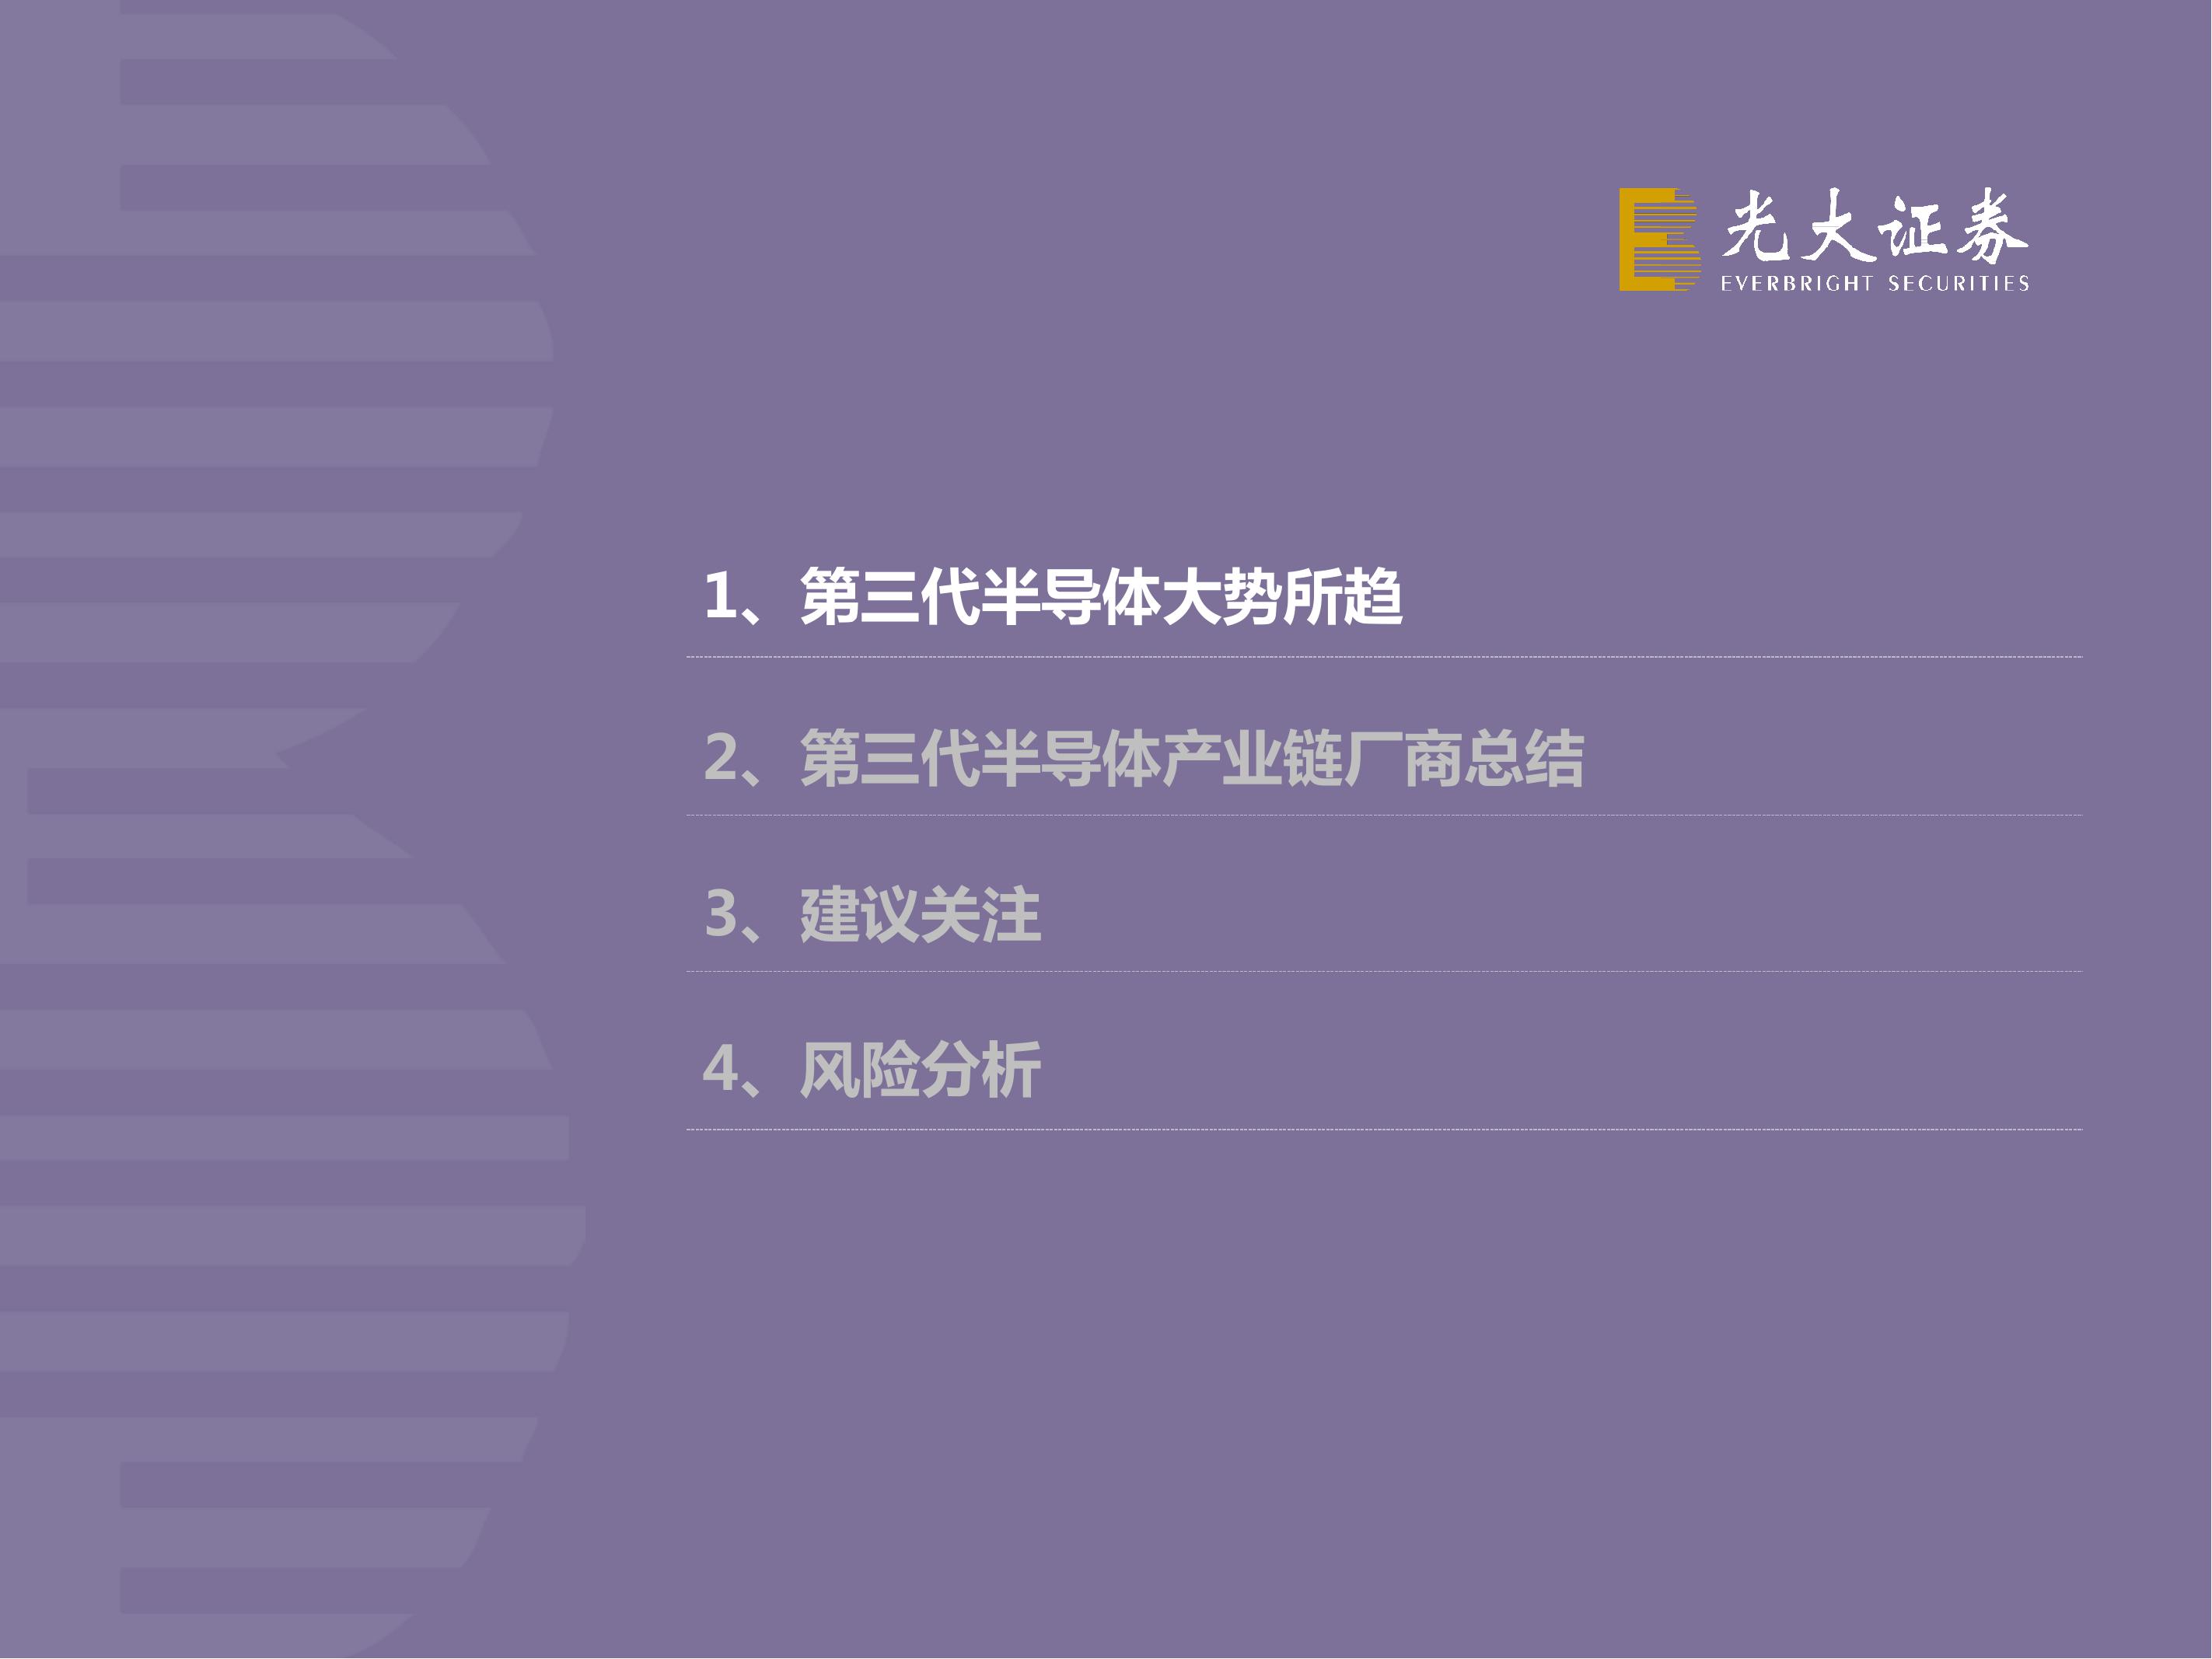 光大证券
EVERBRIGHT SECURITIES
1、第三代半导体大势所趋
2、第三代半导体产业链厂商总结
3、建议关注
4、风险分析